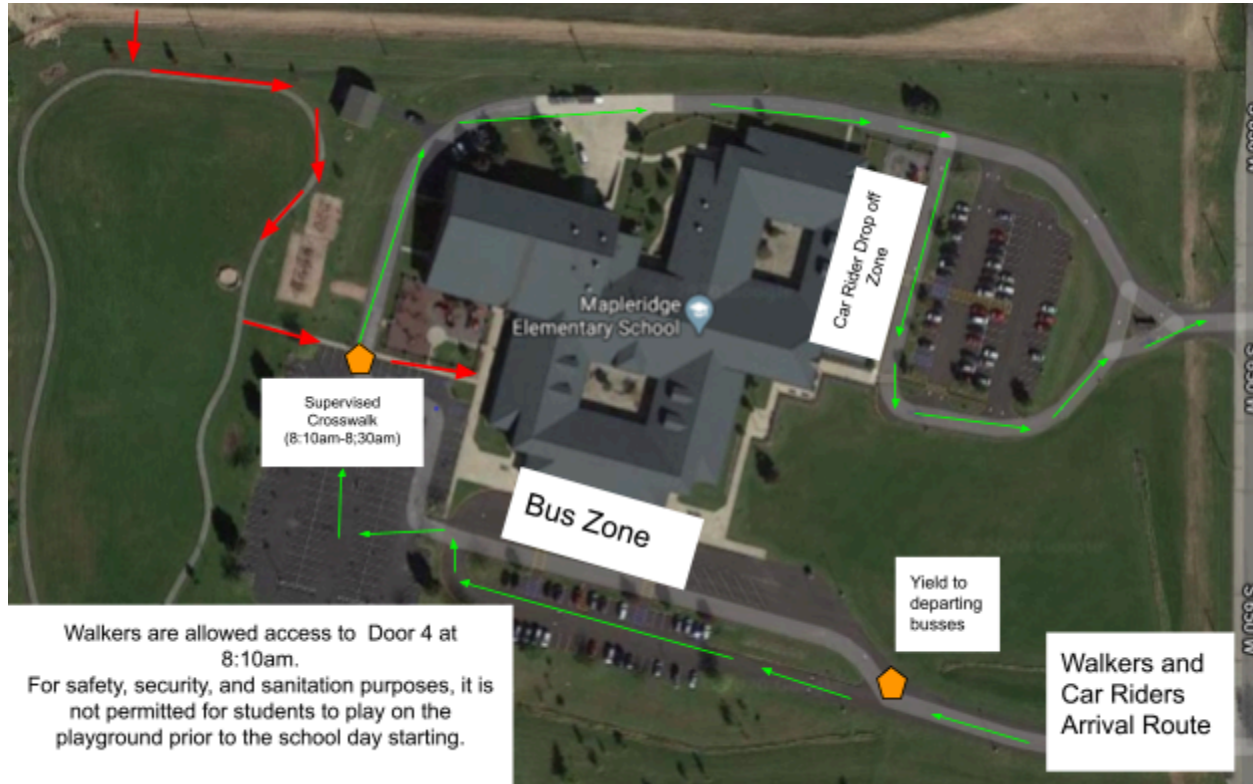 Car Rider Drop off
Zone
Mapleridge
Elementary School
Supervised
Crosswalk
(8:10am-8;30am)
Bus Zone
Yield to
departing
busses
Walkers are allowed access to Door 4 at
8:10am.
For safety, security, and sanitation purposes, it is
not permitted for students to play on the
playground prior to the school day starting.
Walkers and
Car Riders
Arrival Route